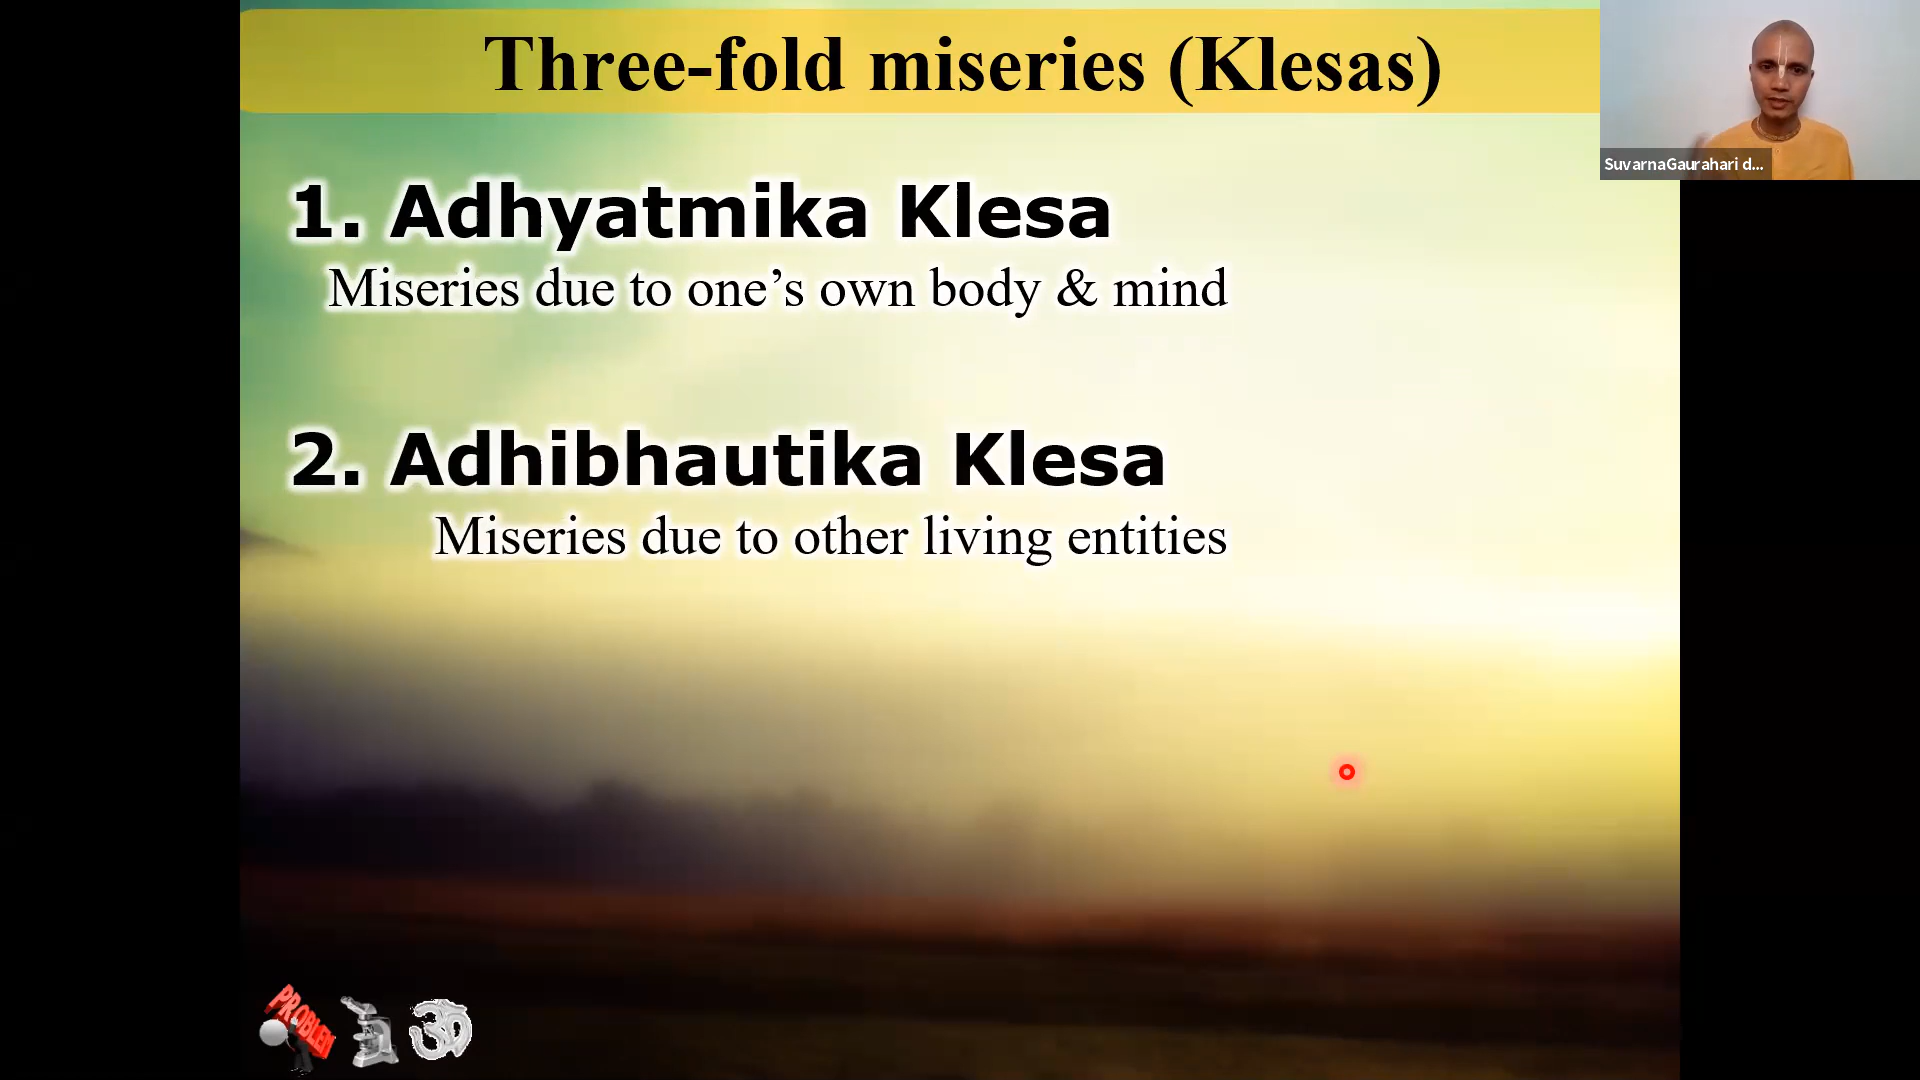 Three-fold miseries (Klesas)
SuvarnaGaurahari d...
1. Adhyatmika Klesa
Miseries due to one’s own body & mind
2. Adhibhautika Klesa
Miseries due to other living entities
PROBLEM
ॐ